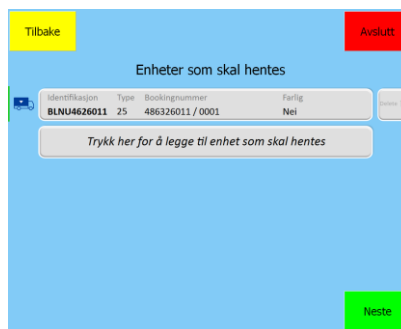 Tilbake
Avslutt
Enheter som skal hentes
Identifikasjon Type Bookingnummer Farlig
BLNU4626011 25 486326011 / 0001 Nei
Trykk her for å legge til enhet som skal hentes
Neste